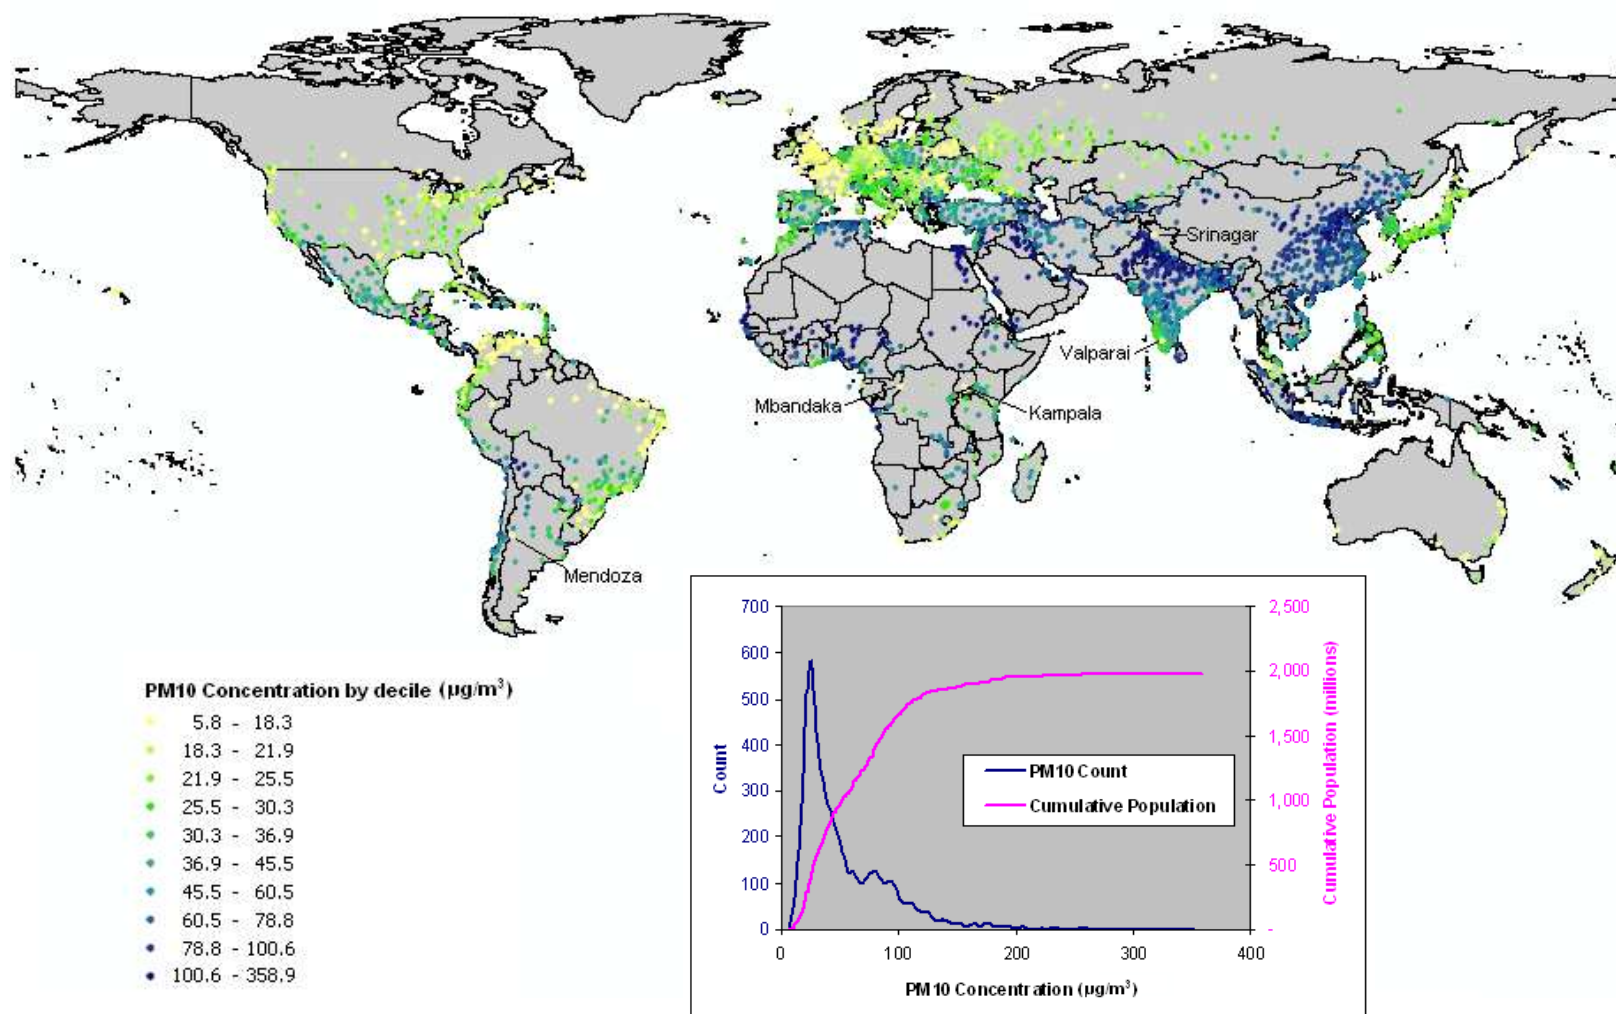 Srinagar
Valparai
Mbandaka
Kampala
Mendoza
PM10 Concentration by decile (µg/m³)
5.8 - 18.3
18.3 - 21.9
21.9 - 25.5
25.5 - 30.3
30.3 - 36.9
36.9 - 45.5
45.5 - 60.5
60.5 - 78.8
78.8 - 100.6
100.6 - 358.9
700
600
500
400
300
200
100
0
Count
2,500
2,000
1,500
1,000
500
-
Cumulative Population (millions)
PM10 Count
Cumulative Population
0
100
200
300
400
PM10 Concentration (µg/m³)